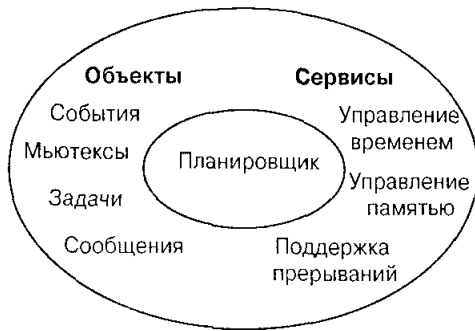 Объекты
События
Мьютексы
Задачи
Сообщения
Планировщик
Сервисы
Управление
временем
Управление
памятью
Поддержка
прерываний